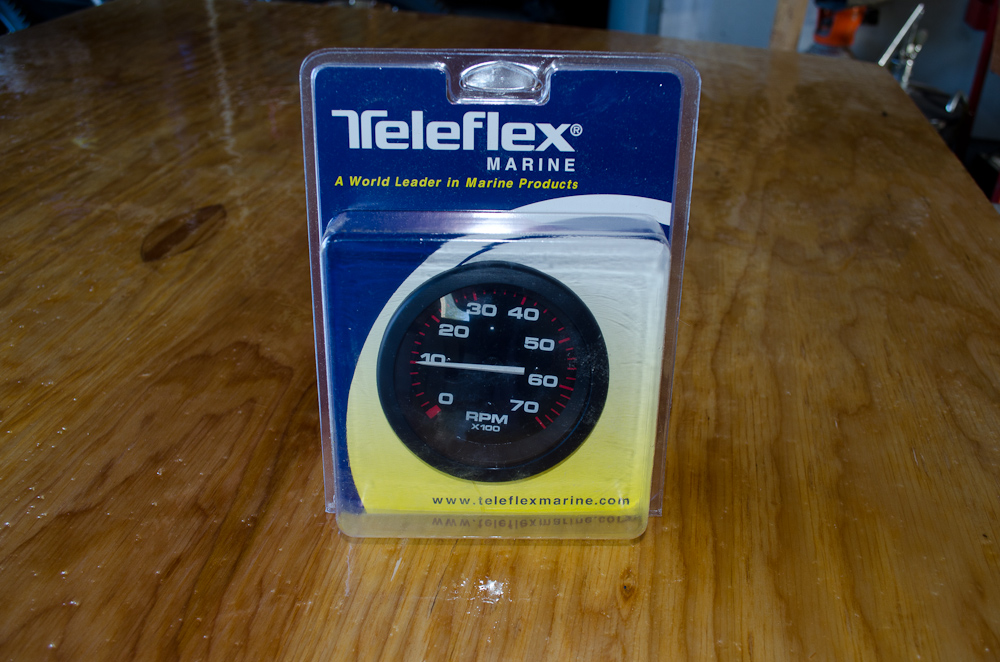 Teleflex®
MARINE
A World Leader in Marine Products
30 40
20
50
10
60
0
70
RPM
X100
www.teleflexmarine.com